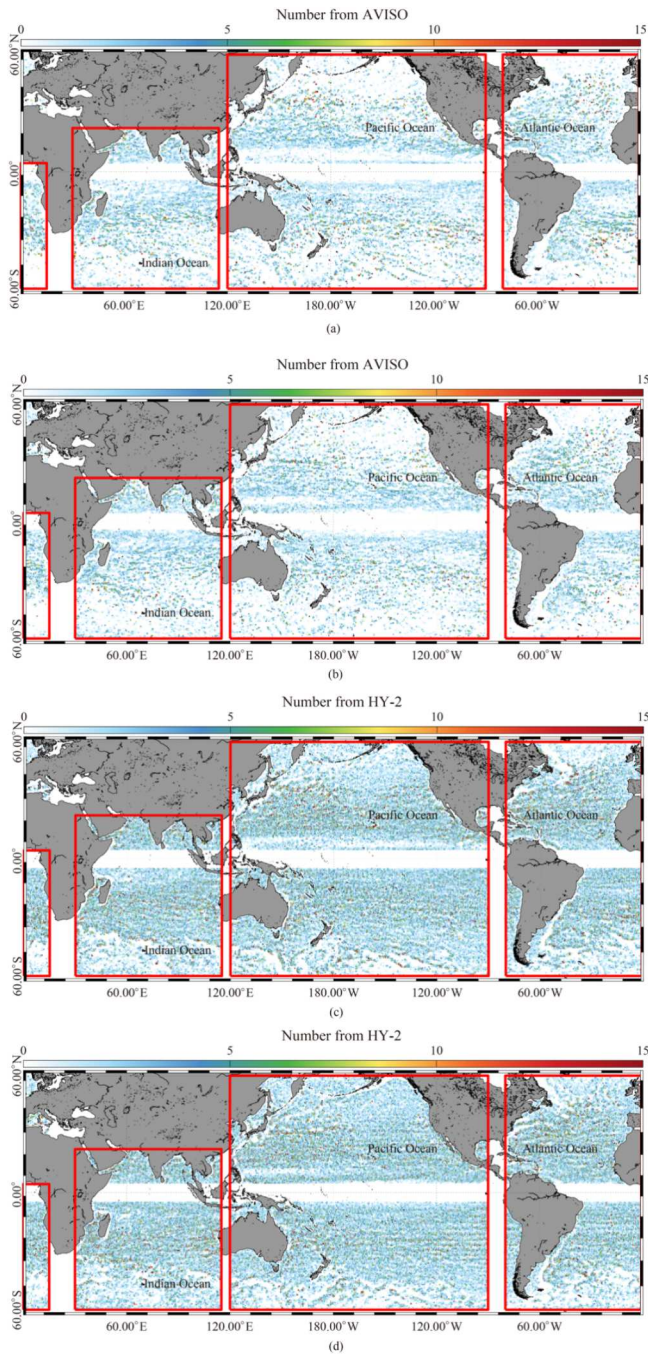 Number from AVISO
0 5 10 15
60.00°N
0.00°
60.00°S
Pacific Ocean
Atlantic Ocean
Indian Ocean
60.00°E 120.00°E 180.00°W 120.00°W 60.00°W
(a)
Number from AVISO
0 5 10 15
60.00°N
0.00°
60.00°S
Pacific Ocean
Atlantic Ocean
Indian Ocean
60.00°E 120.00°E 180.00°W 120.00°W 60.00°W
(b)
Number from HY-2
0 5 10 15
60.00°N
0.00°
60.00°S
Pacific Ocean
Atlantic Ocean
Indian Ocean
60.00°E 120.00°E 180.00°W 120.00°W 60.00°W
(c)
Number from HY-2
0 5 10 15
60.00°N
0.00°
60.00°S
Pacific Ocean
Atlantic Ocean
Indian Ocean
60.00°E 120.00°E 180.00°W 120.00°W 60.00°W
(d)